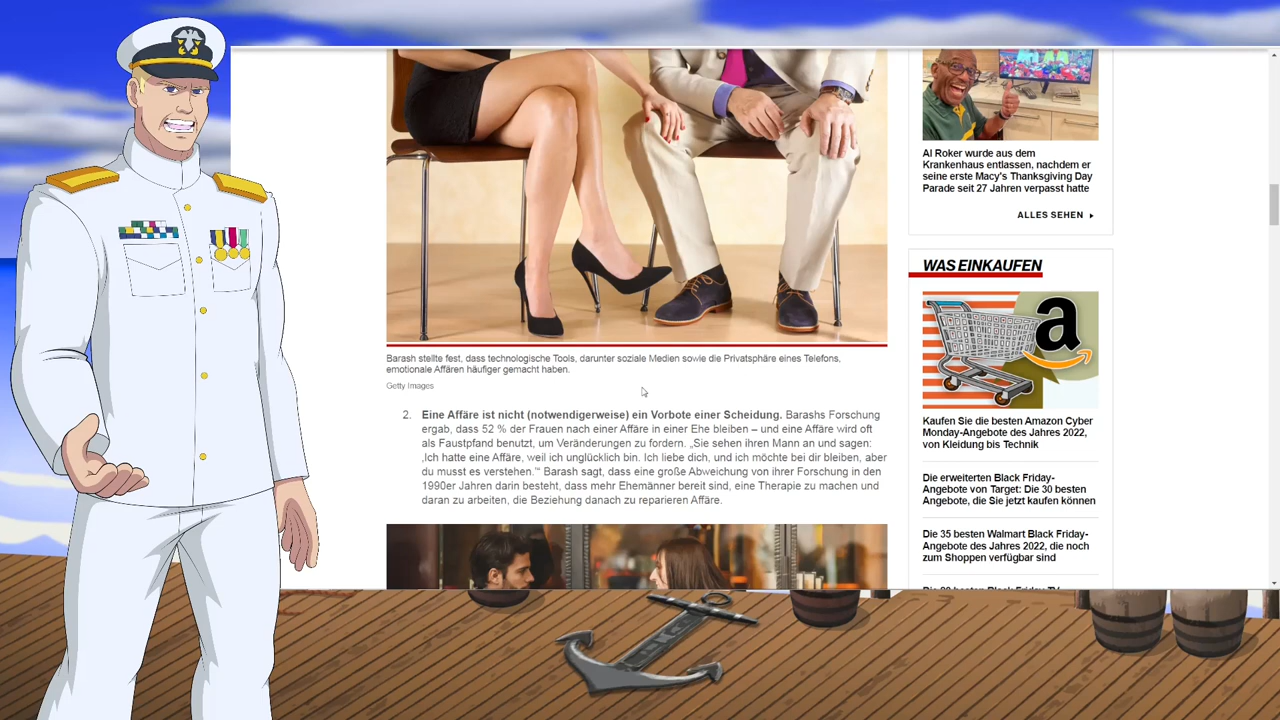 Al Roker wurde aus dem
Krankenhaus entlassen, nachdem er
seine erste Macy's Thanksgiving Day
Parade seit 27 Jahren verpasst hatte
ALLES SEHEN
WAS EINKAUFEN
a
Kaufen Sie die besten Amazon Cyber
Monday-Angebote des Jahres 2022,
von Kleidung bis Technik
Die erweiterten Black Friday-
Angebote von Target: Die 30 besten
Angebote, die Sie jetzt kaufen können
Die 35 besten Walmart Black Friday-
Angebote des Jahres 2022, die noch
zum Shoppen verfügbar sind
Barash stellte fest, dass technologische Tools, darunter soziale Medien sowie die Privatsphäre eines Telefons,
emotionale Affären häufiger gemacht haben.
Getty Images
2. Eine Affäre ist nicht (notwendigerweise) ein Vorbote einer Scheidung. Barashs Forschung
ergab, dass 52 % der Frauen nach einer Affäre in einer Ehe bleiben – und eine Affäre wird oft
als Faustpfand benutzt, um Veränderungen zu fordern. „Sie sehen ihren Mann an und sagen:
‚Ich hatte eine Affäre, weil ich unglücklich bin. Ich liebe dich, und ich möchte bei dir bleiben, aber
du musst es verstehen.'“ Barash sagt, dass eine große Abweichung von ihrer Forschung in den
1990er Jahren darin besteht, dass mehr Ehemänner bereit sind, eine Therapie zu machen und
daran zu arbeiten, die Beziehung danach zu reparieren Affäre.